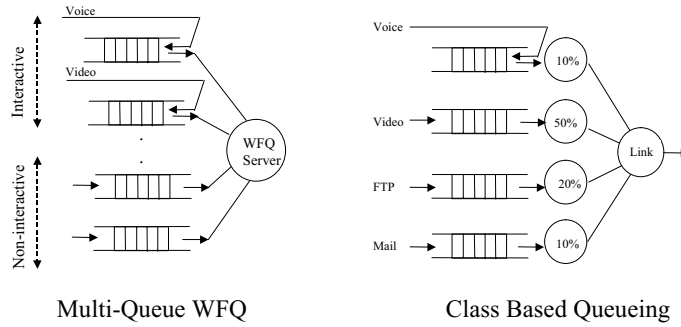 Voice
Video
Interactive
Non-interactive
WFQ
Server
Multi-Queue WFQ
Voice
10%
Video
50%
Link
FTP
20%
Mail
10%
Class Based Queueing